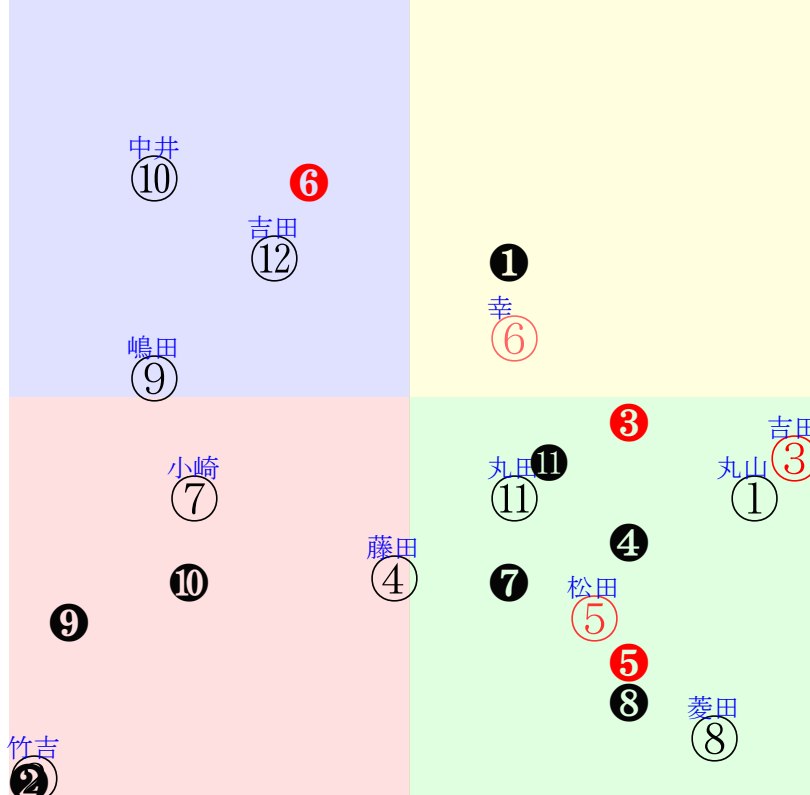 中井
⑩
❻
吉田
⑫
❶
幸
⑥
嶋田
⑨
❸
吉田
③
小崎
⑦
丸田
⓫
⑪
丸山
①
藤田
④
❹
❿
❼
松田
⑤
❾
❺
❽
菱田
⑧
竹吉
❷